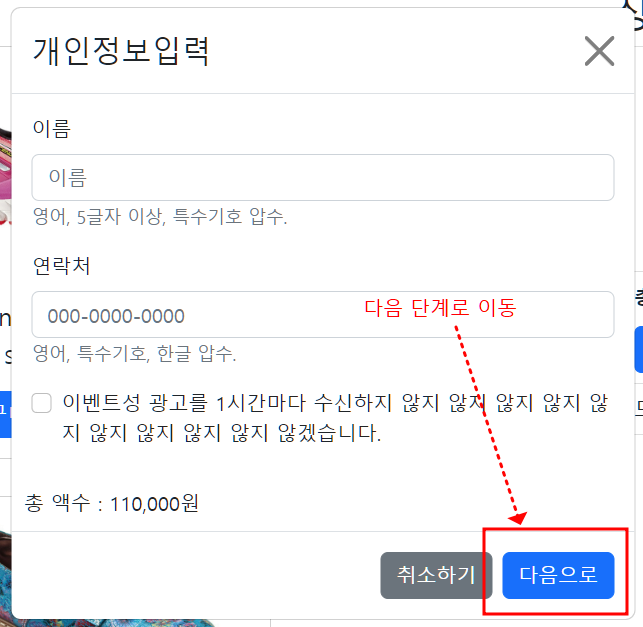 개인정보입력
이름
이름
영어, 5글자 이상, 특수기호 압수.
연락처
000-0000-0000
다음 단계로 이동
영어, 특수기호, 한글 압수.
이벤트성 광고를 1시간마다 수신하지 않지 않지 않지 않지 않
지 않지 않지 않지 않지 않겠습니다.
총 액수 : 110,000원
취소하기
다음으로